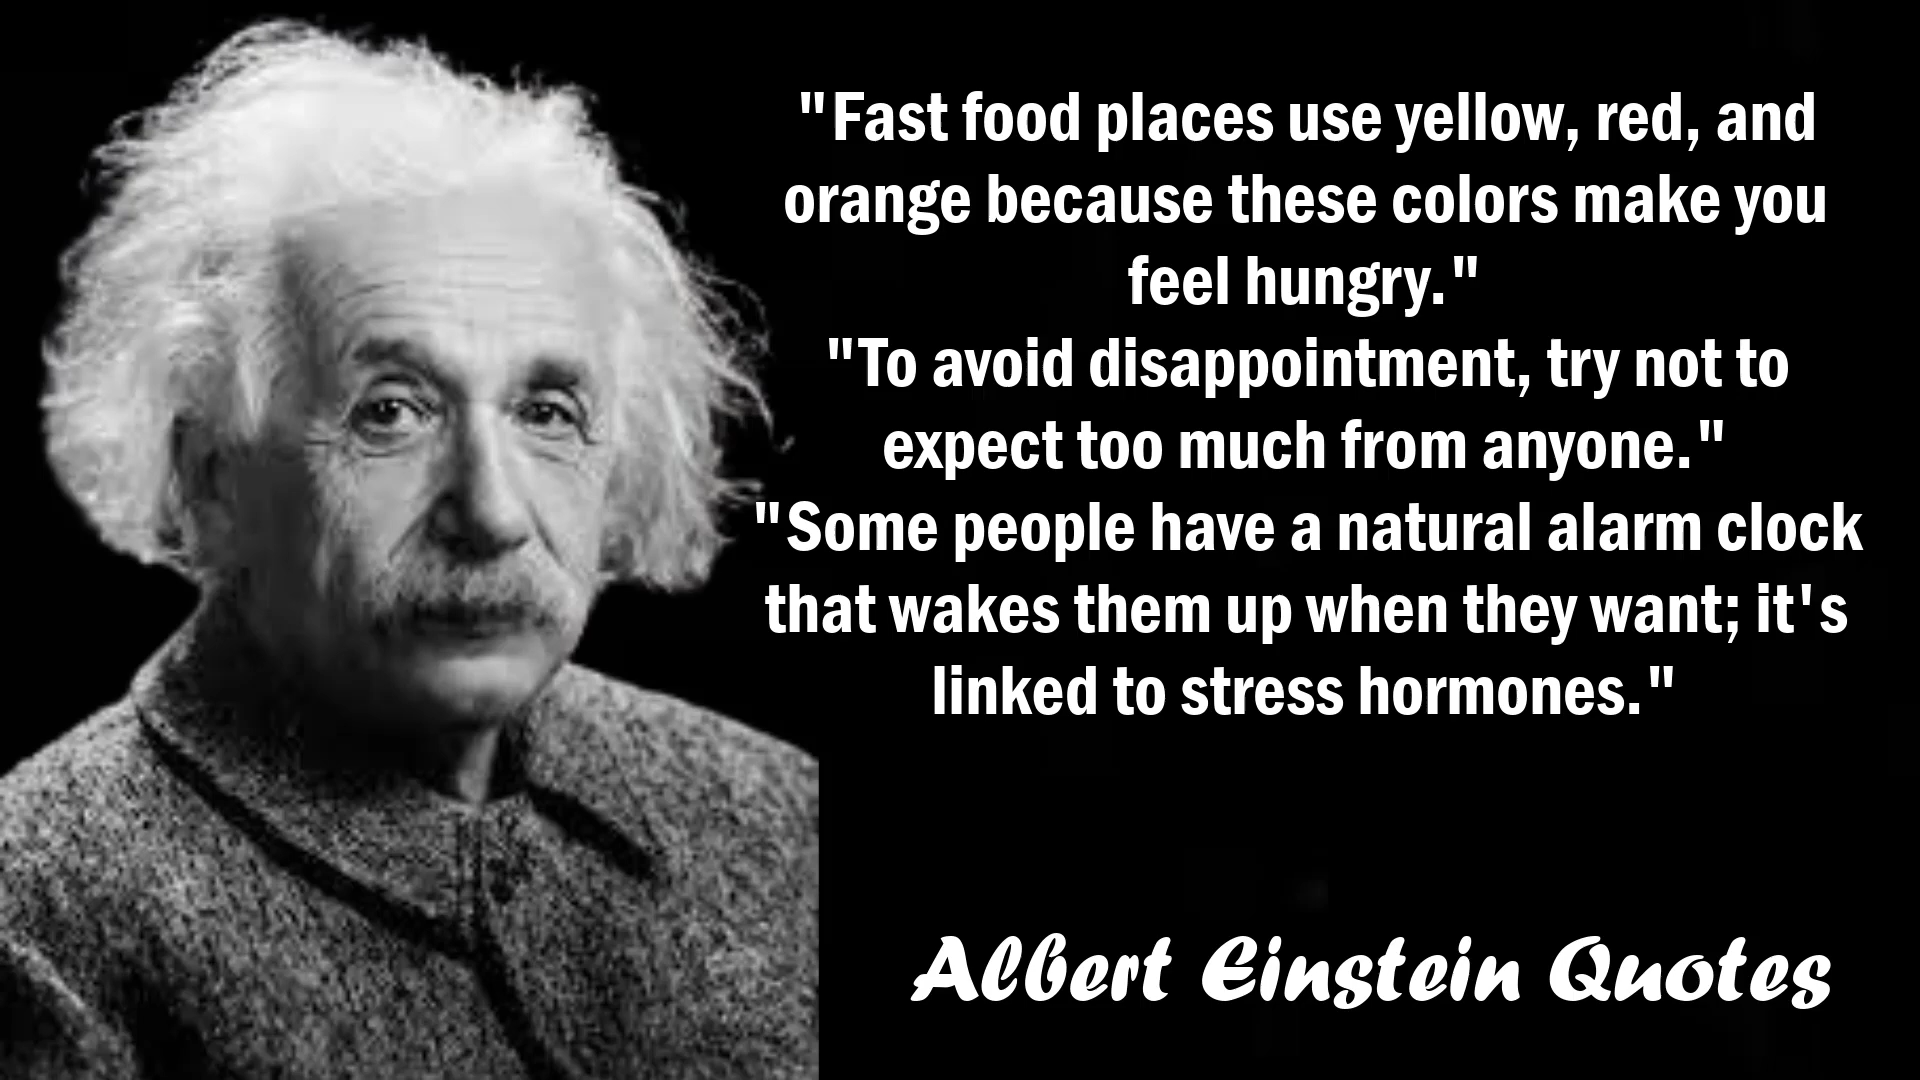 "Fast food places use yellow, red, and
orange because these colors make you
feel hungry."
"To avoid disappointment, try not to
expect too much from anyone."
"Some people have a natural alarm clock
that wakes them up when they want; it's
linked to stress hormones."
Albert Einstein Quotes